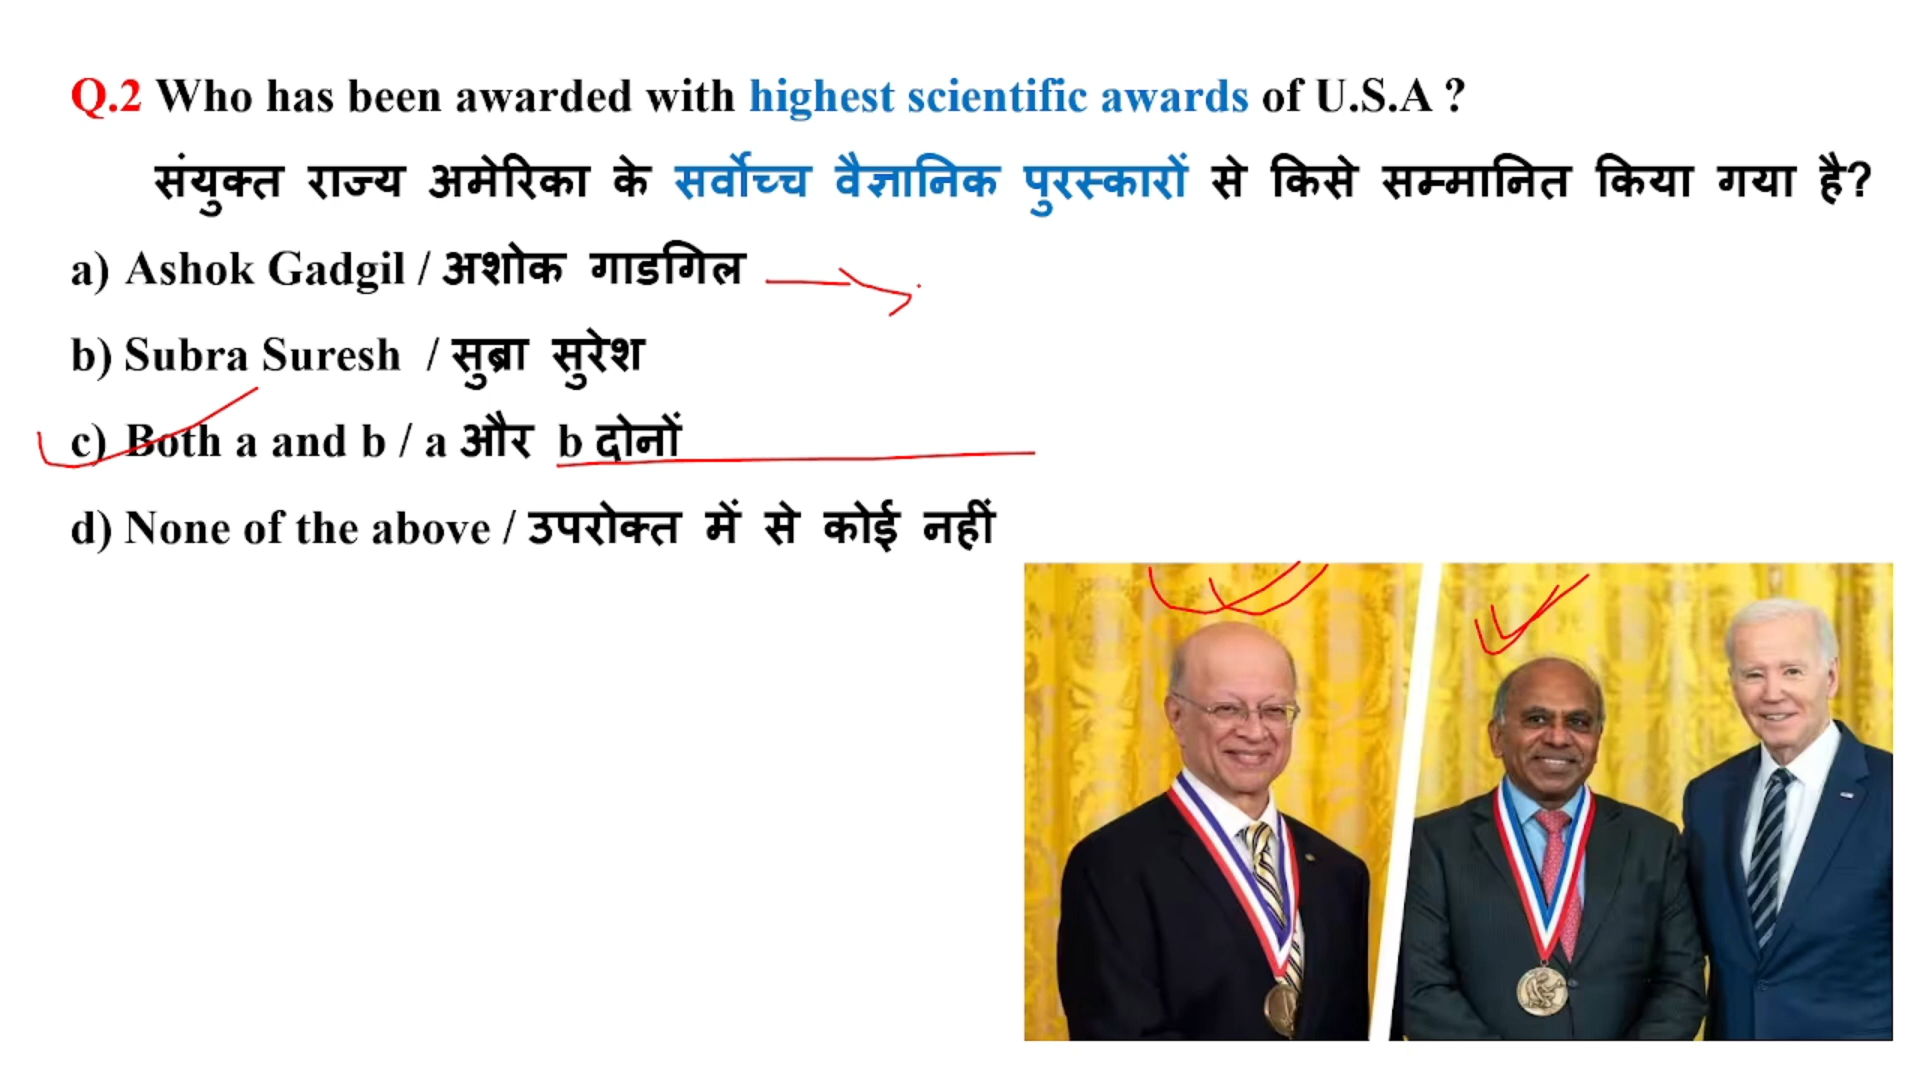 Q.2 Who has been awarded with highest scientific awards of U.S.A ?
संयुक्त राज्य अमेरिका के सर्वोच्च वैज्ञानिक पुरस्कारों से किसे सम्मानित किया गया है?
a) Ashok Gadgil / अशोक गाडगिल
b) Subra Suresh / सुब्रा सुरेश
c) Both a and b / a और b दोनों
d) None of the above / उपरोक्त में से कोई नहीं